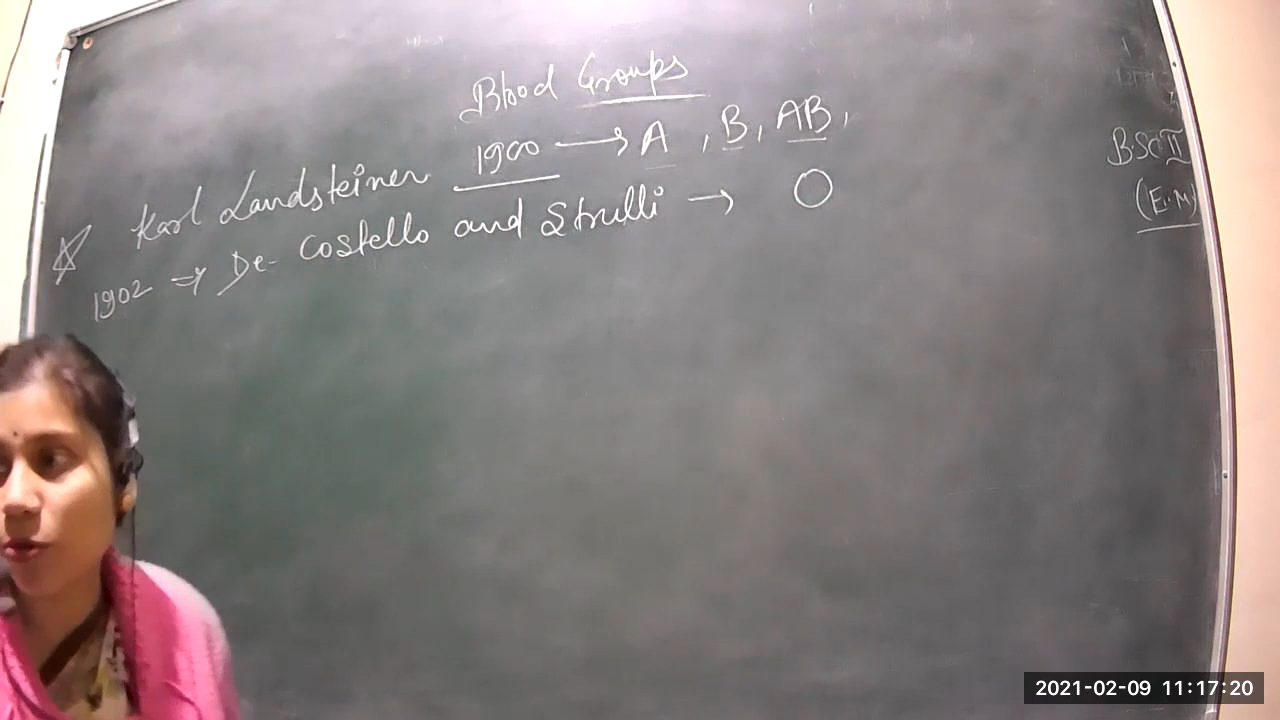 Blood Groups
Karl Landsteiner 1900 → A, B, AB,
1902 ⇒ De-Costello and Strulli → O
B.Sc II
(E.M)
2021-02-09 11:17:20